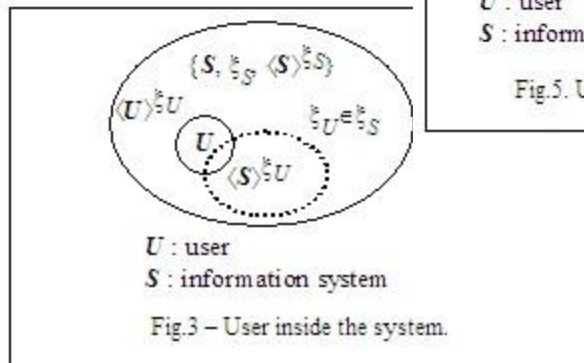 {S, ξS, ⟨S⟩ξS}
⟨U⟩ξU
ξU∈ξS
U
⟨S⟩ξU
U : user
S : information system
Fig.3 – User inside the system.
U : user
S : inform
Fig.5. U